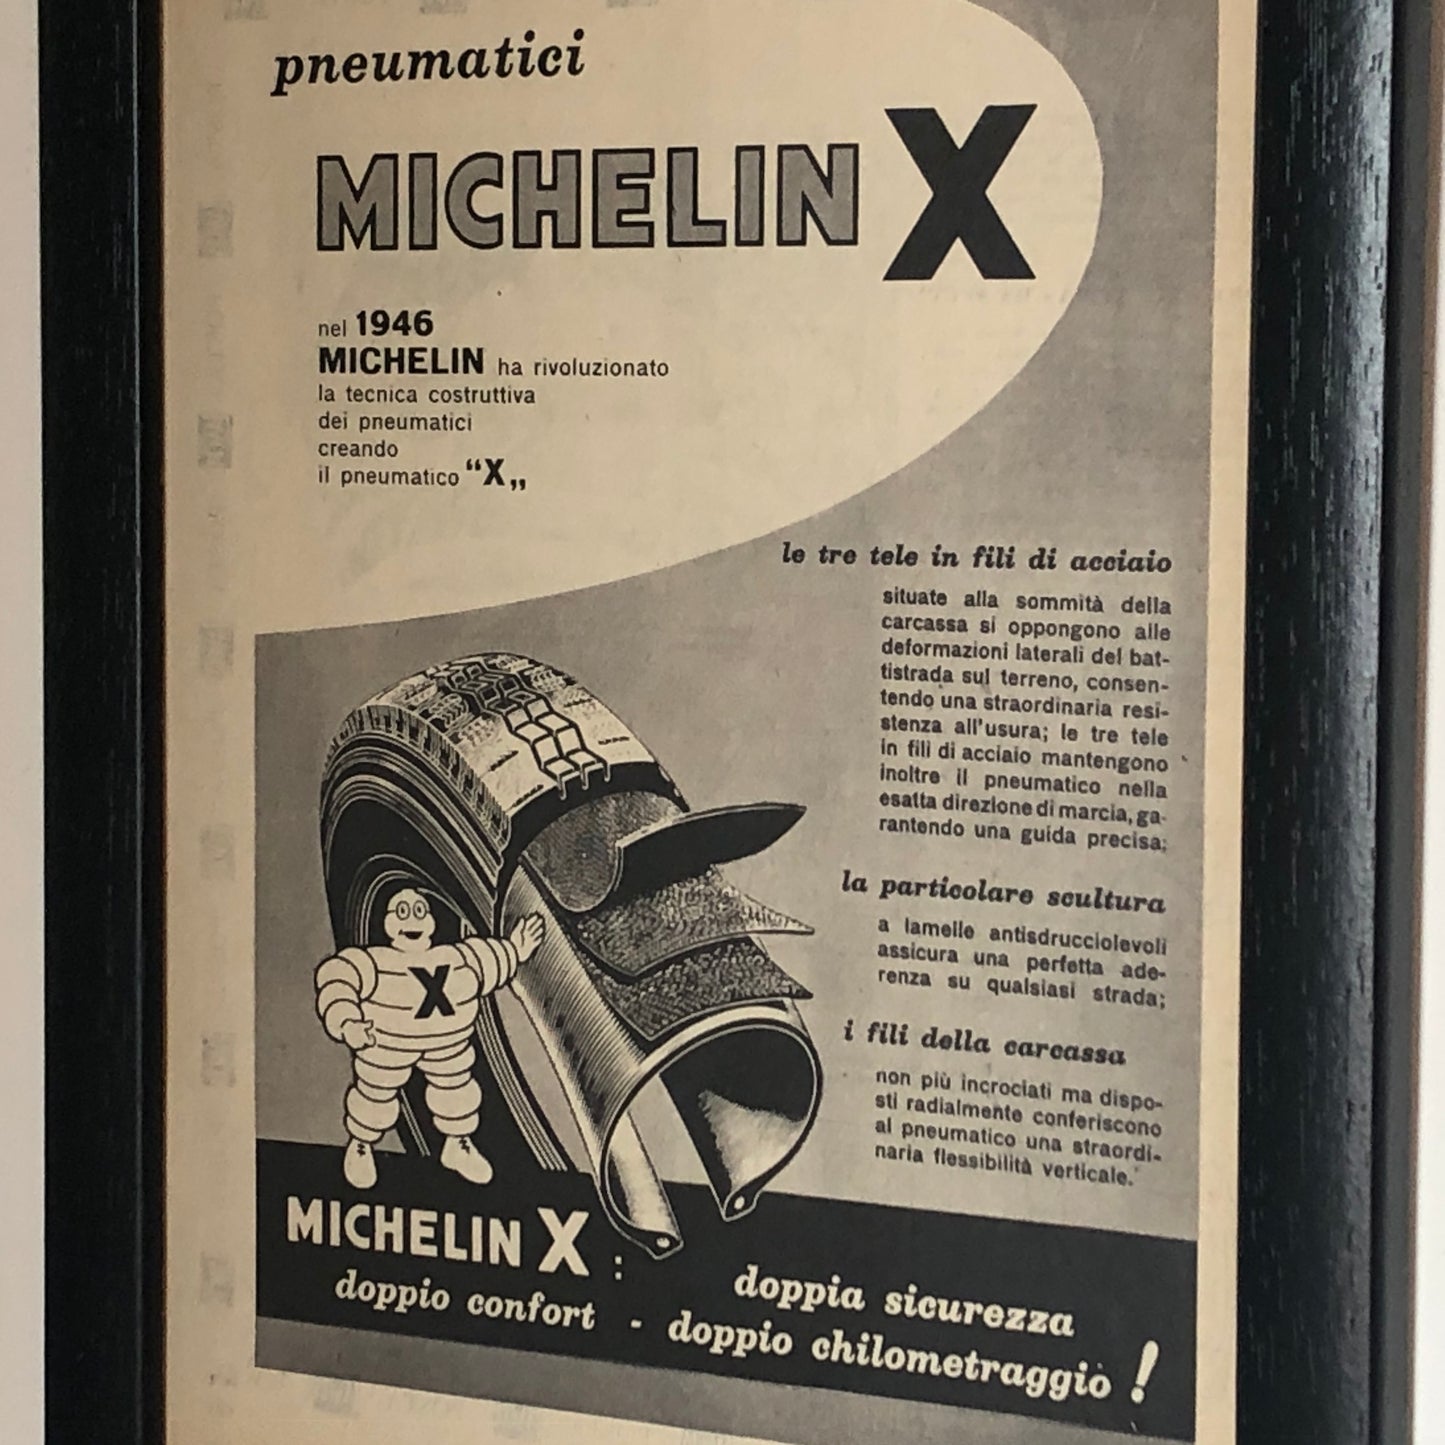 pneumatici
MICHELIN X
nel 1946
MICHELIN ha rivoluzionato
la tecnica costruttiva
dei pneumatici
creando
il pneumatico “X„
le tre tele in fili di acciaio
situate alla sommità della
carcassa si oppongono alle
deformazioni laterali del bat-
tistrada sul terreno, consen-
tendo una straordinaria resi-
stenza all'usura; le tre tele
in fili di acciaio mantengono
inoltre il pneumatico nella
esatta direzione di marcia, ga-
rantendo una guida precisa;
la particolare scultura
a lamelle antisdrucciolevoli
assicura una perfetta ade-
renza su qualsiasi strada;
i fili della carcassa
non più incrociati ma dispo-
sti radialmente conferiscono
al pneumatico una straordi-
naria flessibilità verticale.
X
MICHELIN X :
doppia sicurezza
doppio confort - doppio chilometraggio !